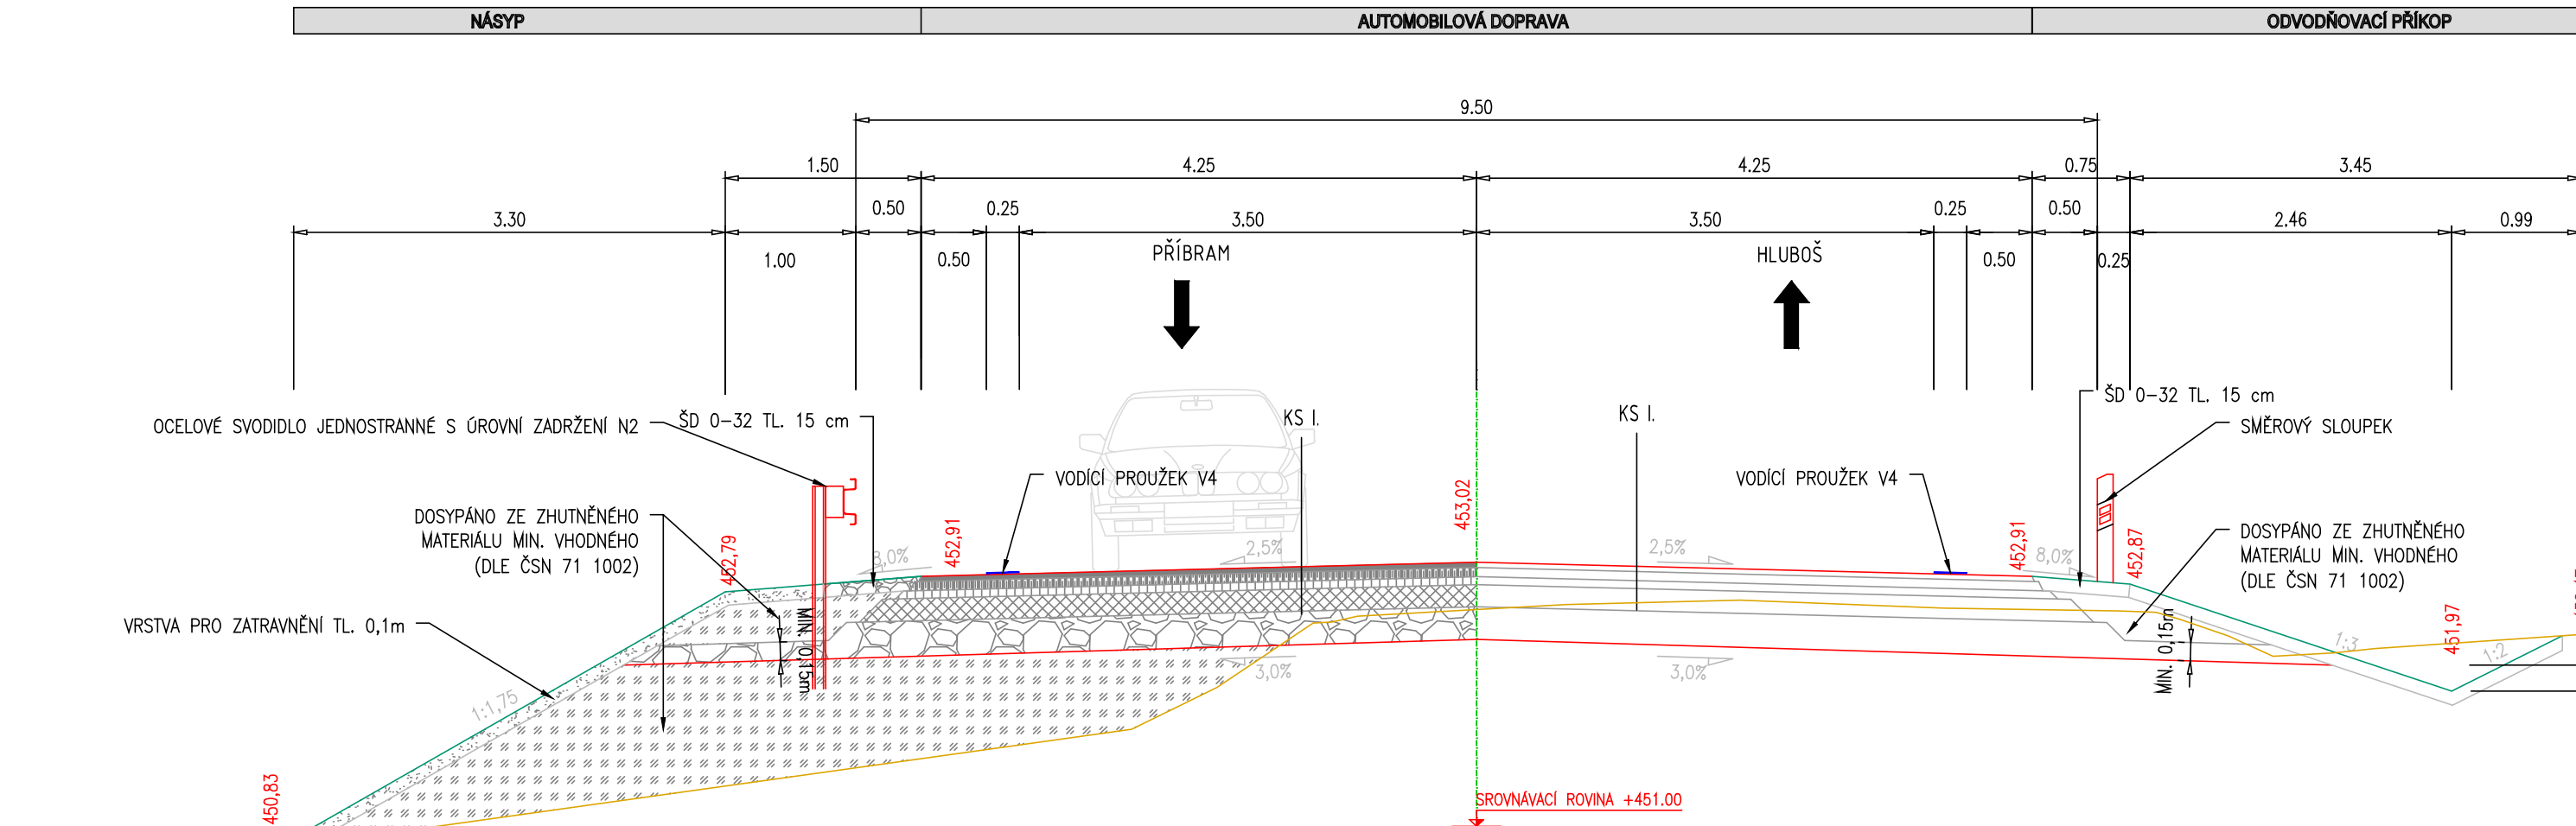 NÁSYP
AUTOMOBILOVÁ DOPRAVA
ODVODŇOVACÍ PŘÍKOP
9.50
1.50
4.25
4.25
0.75
3.45
3.30
0.50
0.25
3.50
3.50
0.25
0.50
2.46
0.99
1.00
0.50
0.50
0.25
PŘÍBRAM
HLUBOŠ
OCELOVÉ SVODIDLO JEDNOSTRANNÉ S ÚROVNÍ ZADRŽENÍ N2
ŠD 0-32 TL. 15 cm
KS I.
KS I.
ŠD 0-32 TL. 15 cm
SMĚROVÝ SLOUPEK
VODÍCÍ PROUŽEK V4
VODÍCÍ PROUŽEK V4
DOSYPÁNO ZE ZHUTNĚNÉHO
MATERIÁLU MIN. VHODNÉHO
(DLE ČSN 71 1002)
DOSYPÁNO ZE ZHUTNĚNÉHO
MATERIÁLU MIN. VHODNÉHO
(DLE ČSN 71 1002)
452,79
8,0%
452,91
2,5%
453,02
2,5%
452,91
8,0%
452,87
VRSTVA PRO ZATRAVNĚNÍ TL. 0,1m
MIN. 0,15m
MIN. 0,15m
1:3
451,97
1:2
3,0%
3,0%
1:1,75
450,83
SROVNÁVACÍ ROVINA +451.00